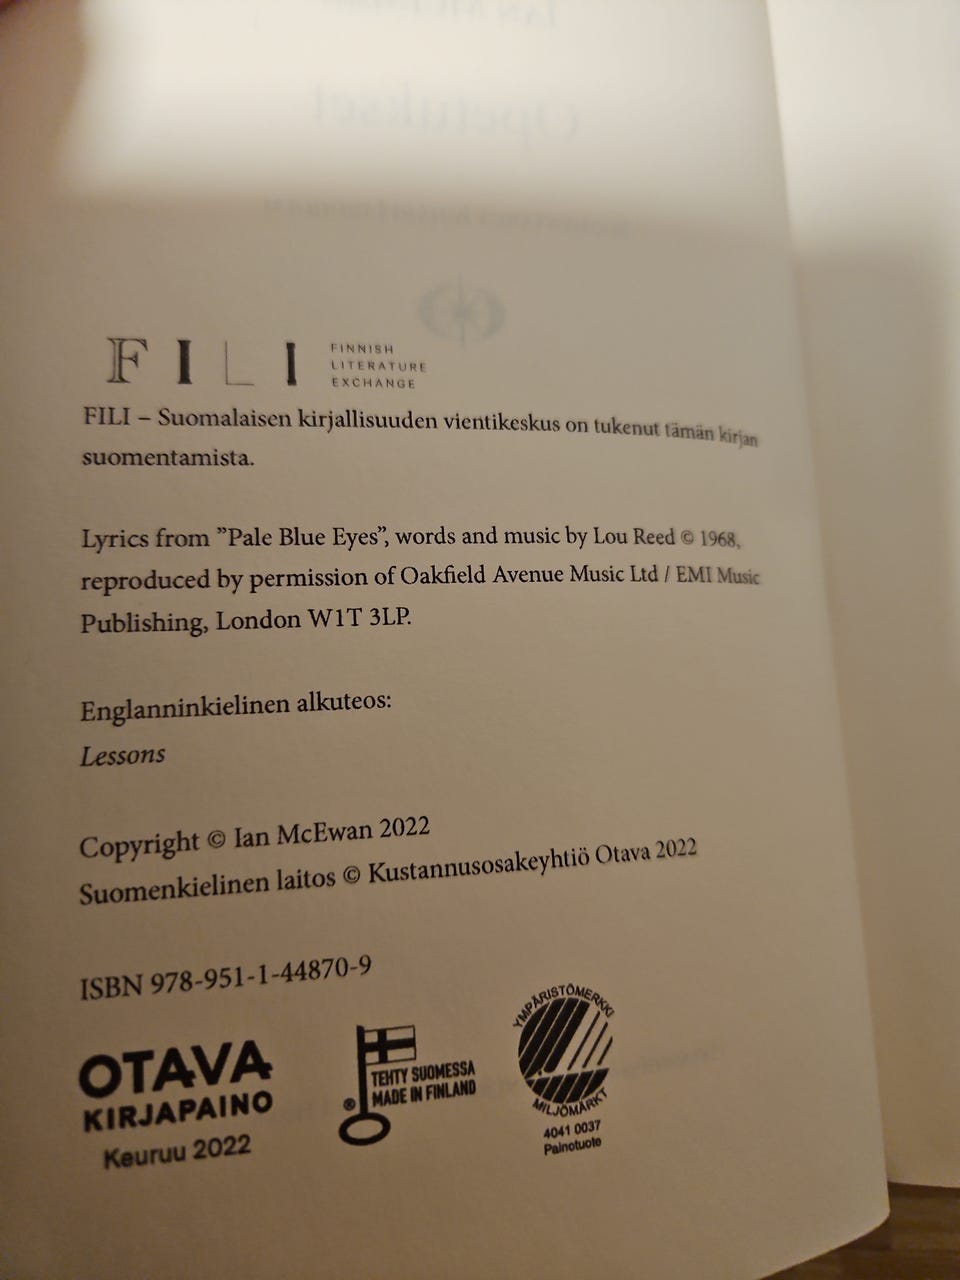 FILI FINNISH
LITERATURE
EXCHANGE
FILI – Suomalaisen kirjallisuuden vientikeskus on tukenut tämän kirjan
suomentamista.
Lyrics from ”Pale Blue Eyes”, words and music by Lou Reed © 1968,
reproduced by permission of Oakfield Avenue Music Ltd / EMI Music
Publishing, London W1T 3LP.
Englanninkielinen alkuteos:
Lessons
Copyright © Ian McEwan 2022
Suomenkielinen laitos © Kustannusosakeyhtiö Otava 2022
ISBN 978-951-1-44870-9
OTAVA
KIRJAPAINO
Keuruu 2022
TEHTY SUOMESSA
® MADE IN FINLAND
YMPÄRISTÖMERKKI
MILJÖMÄRKT
4041 0037
Painotuote